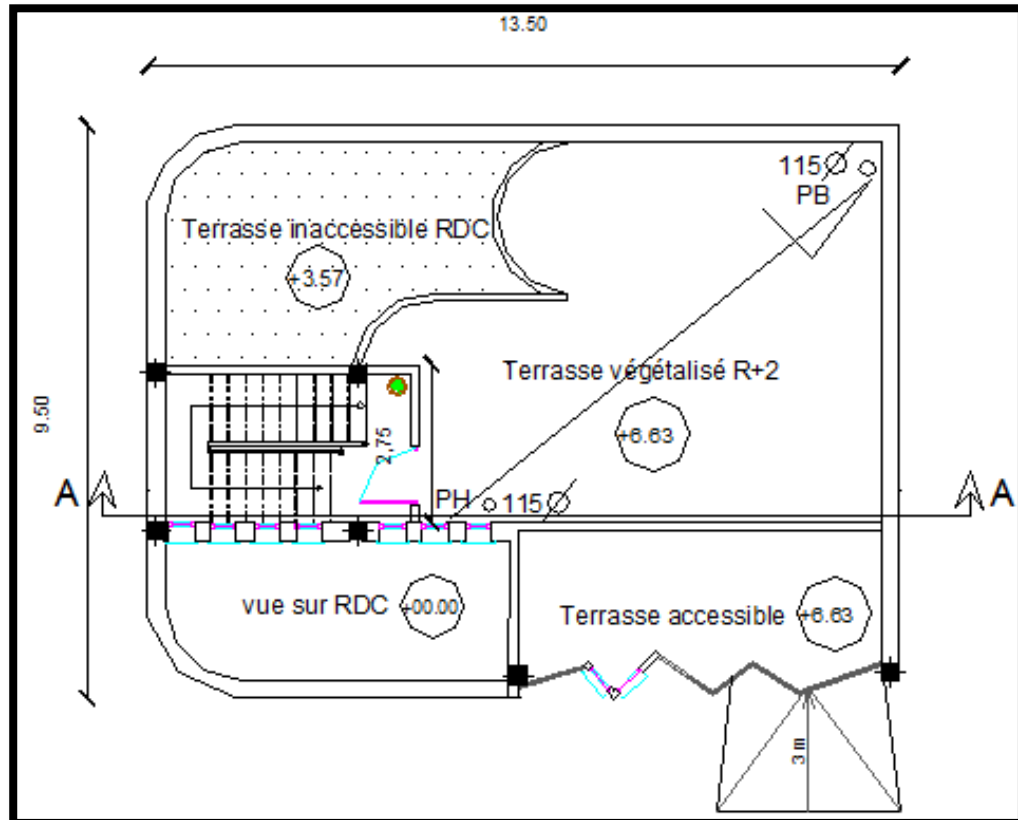 13.50
115
PB
Terrasse inaccessible RDC
+3.57
Terrasse végétalisé R+2
9.50
2,75
+6.63
A
PH
115
A
vue sur RDC
+00.00
Terrasse accessible
+6.63
3 m